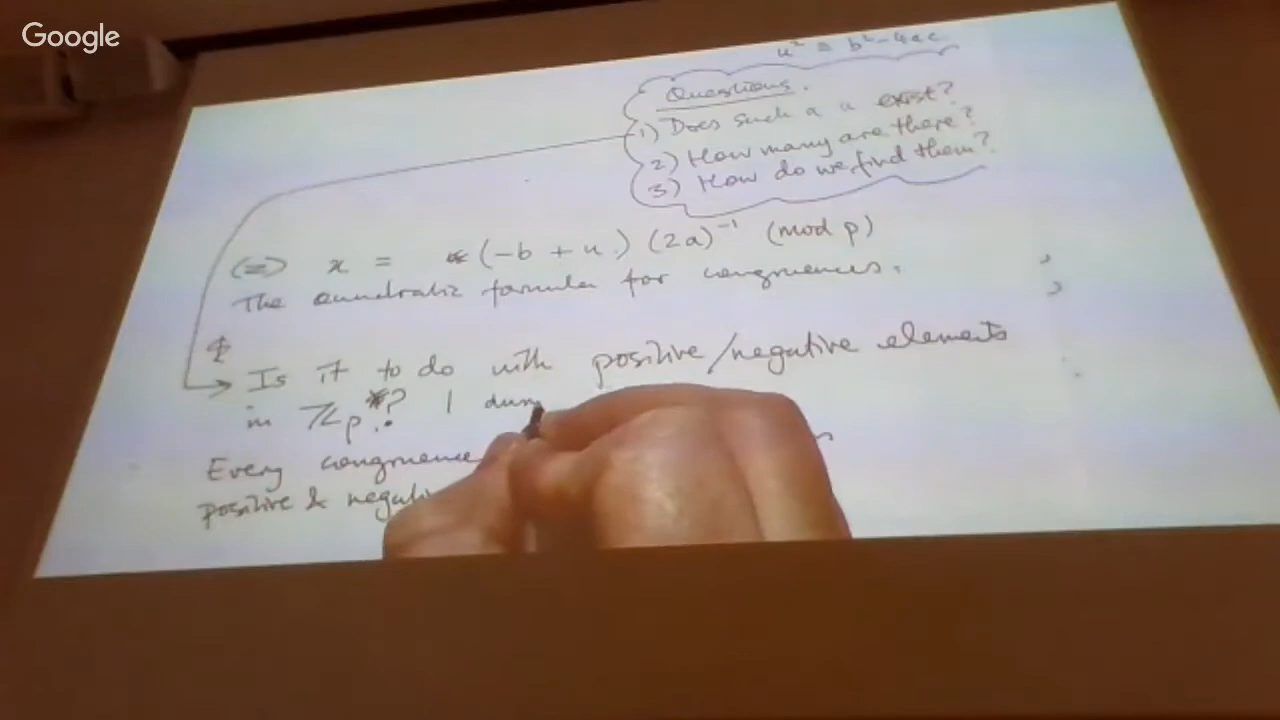 Google
u² ≡ b²-4ac
Questions.
1) Does such a u exist?
2) How many are there?
3) How do we find them?
(=) x = (-b + u) (2a)⁻¹ (mod p)
The quadratic formula for congruences.
Is it to do with positive/negative elements
in ℤp*? I
Every congruence
positive &